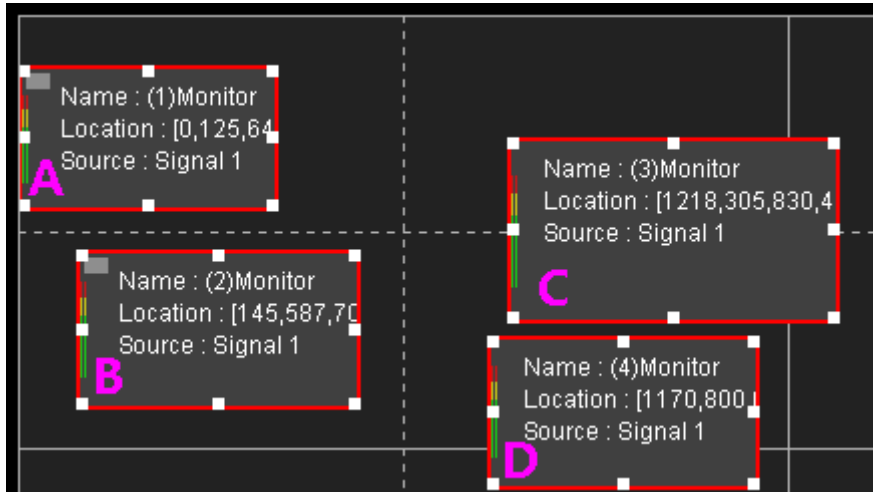 Name : (1)Monitor
Location : [0,125,64
Source : Signal 1
A
Name : (2)Monitor
Location : [145,587,70
Source : Signal 1
B
Name : (3)Monitor
Location : [1218,305,830,4
Source : Signal 1
C
Name : (4)Monitor
Location : [1170,800,
Source : Signal 1
D